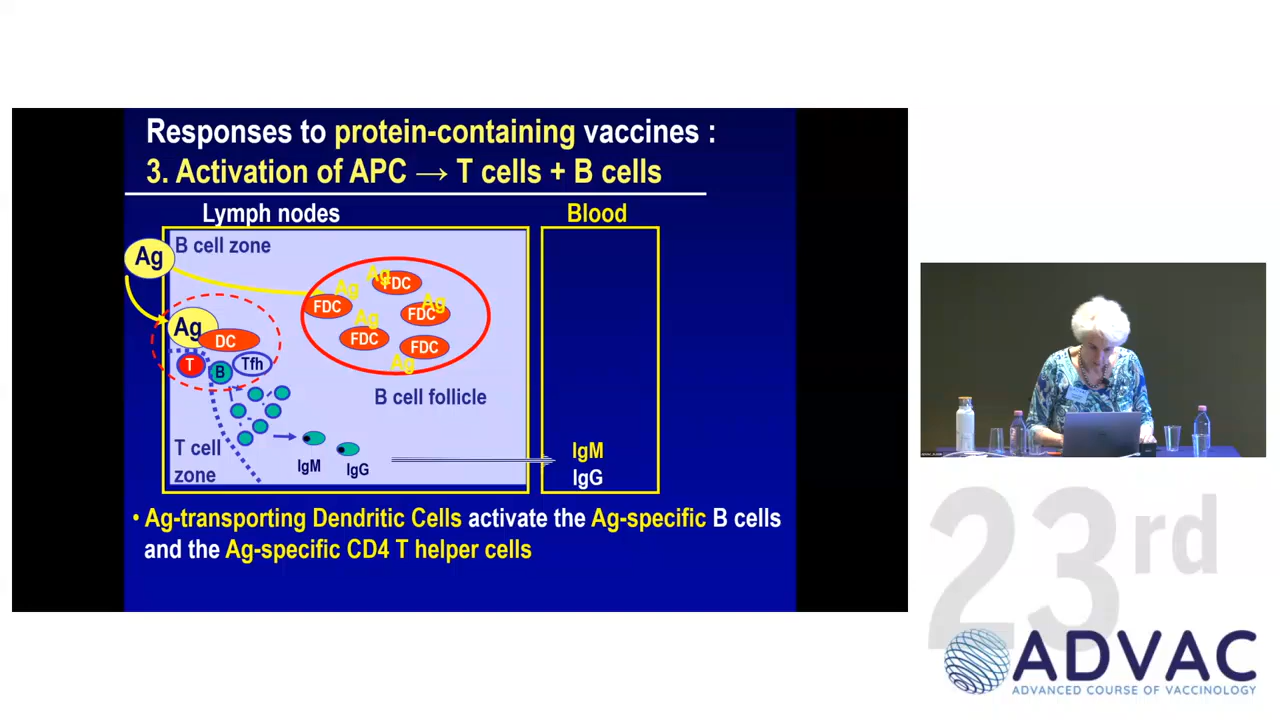 Responses to protein-containing vaccines :
3. Activation of APC → T cells + B cells
Lymph nodes
Blood
B cell zone
Ag
Ag
DC
T
B
Tfh
Ag
FDC
Ag
FDC
Ag
FDC
Ag
FDC
FDC
Ag
B cell follicle
T cell
zone
IgM
IgG
IgM
IgG
• Ag-transporting Dendritic Cells activate the Ag-specific B cells
and the Ag-specific CD4 T helper cells
23rd
ADVAC
ADVANCED COURSE OF VACCINOLOGY